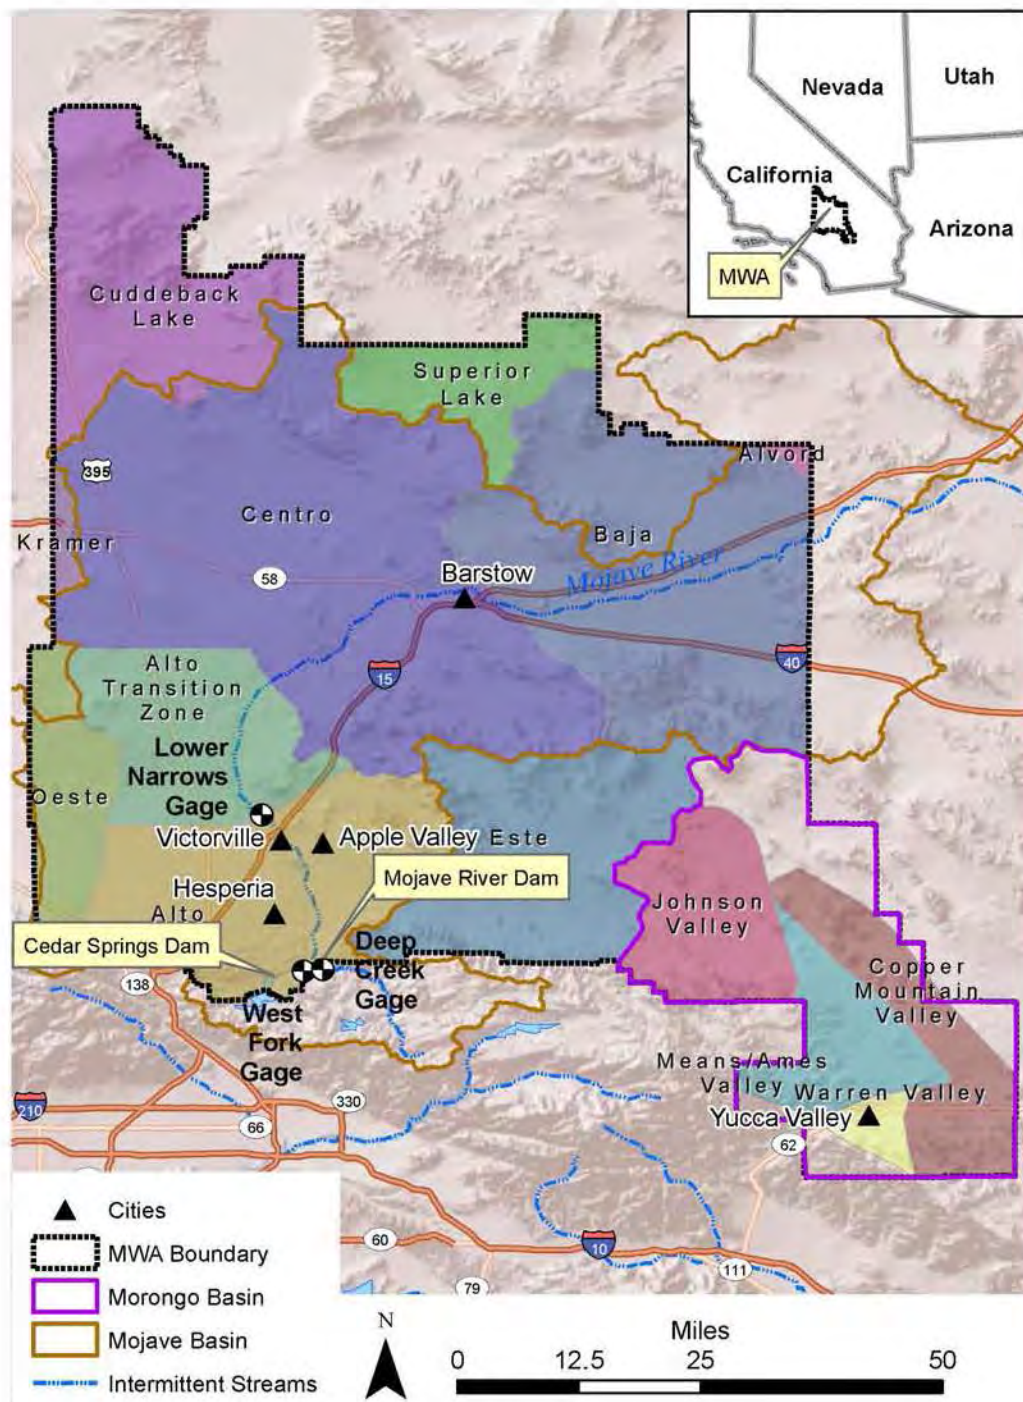 Nevada
Utah
California
Arizona
MWA
Cuddeback
Lake
Superior
Lake
Alvord
395
Centro
Kramer
Baja
58
Barstow
Mojave River
Alto
Transition
Zone
15
40
Lower
Narrows
Gage
Oeste
Victorville
Apple Valley
Este
Mojave River Dam
Hesperia
Alto
Johnson
Valley
Cedar Springs Dam
Deep
Creek
Gage
138
Copper
Mountain
Valley
West
Fork
Gage
Means/Ames
Valley
Warren Valley
Yucca Valley
210
330
66
62
Cities
60
10
MWA Boundary
111
79
Morongo Basin
N
Miles
Mojave Basin
0 12.5 25 50
Intermittent Streams